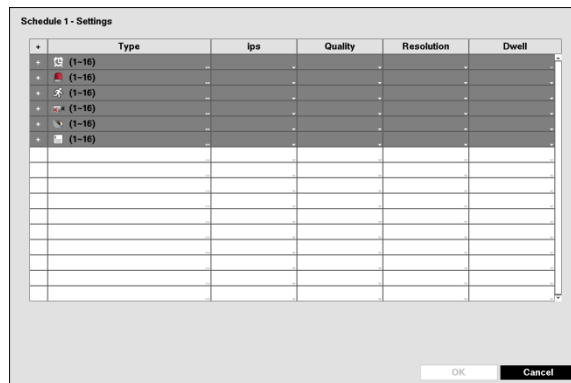 Schedule 1 - Settings
+ Type ips Quality Resolution Dwell
+ (1~16)
+ (1~16)
+ (1~16)
+ (1~16)
+ (1~16)
+ (1~16)
OK Cancel